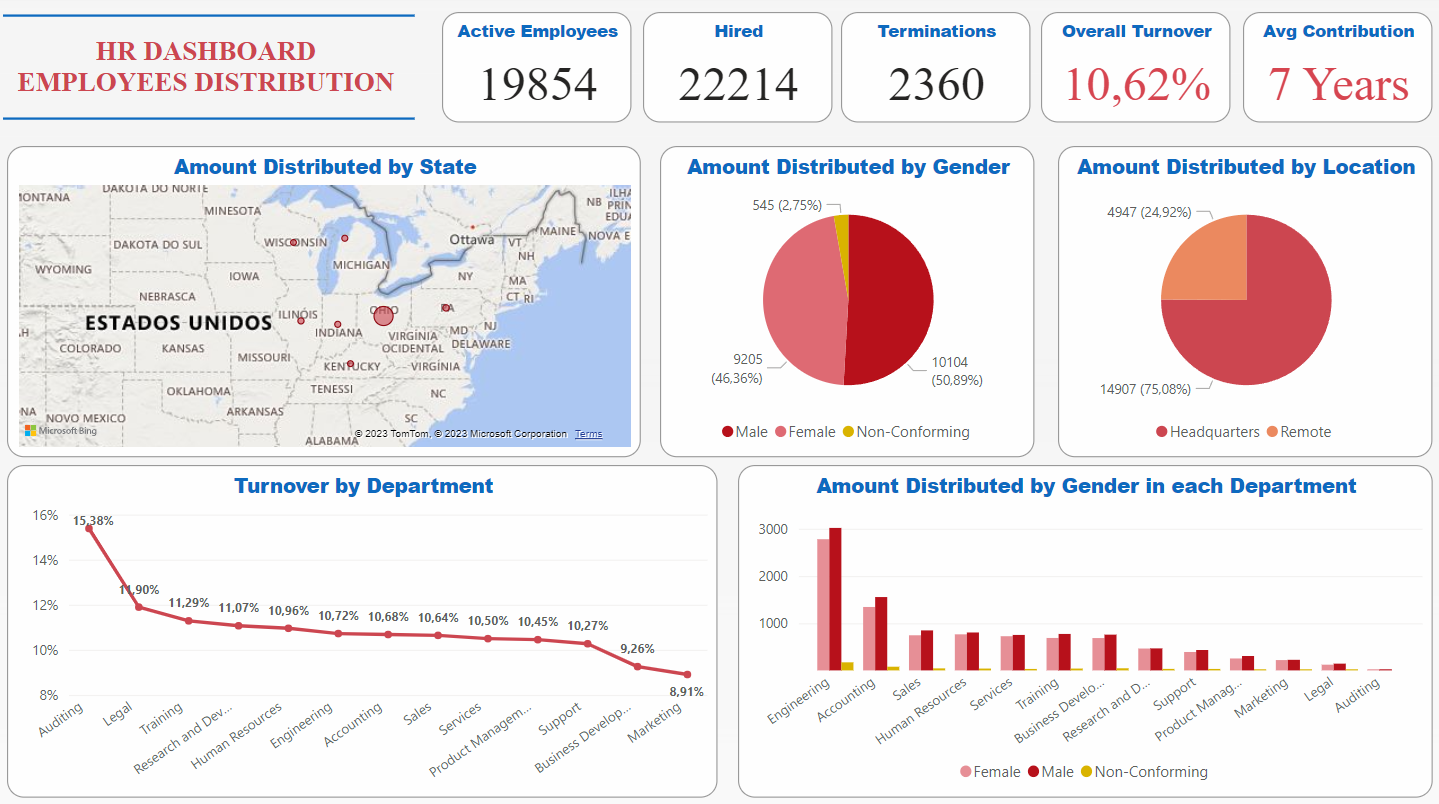 HR DASHBOARD
EMPLOYEES DISTRIBUTION
Active Employees
19854
Hired
22214
Terminations
2360
Overall Turnover
10,62%
Avg Contribution
7 Years
Amount Distributed by State
MONTANA
DAKOTA DO NORTE
MINESOTA
DAKOTA DO SUL
WISCONSIN
WYOMING
IOWA
MICHIGAN
NEBRASCA
ILINÓIS
INDIANA
OHIO
PA
Ottawa
VT
MAINE
NB
ILHA
PRIN
EDUA
NOVA E
NH
NY
MA
CT
RI
NJ
MD
DELAWARE
ESTADOS UNIDOS
COLORADO
KANSAS
MISSOURI
KENTUCKY
VIRGÍNIA
OCIDENTAL
VIRGÍNIA
TENESSI
OKLAHOMA
ARKANSAS
NC
SC
NA
NOVO MEXICO
ALABAMA
Microsoft Bing
© 2023 TomTom, © 2023 Microsoft Corporation
Terms
Amount Distributed by Gender
545 (2,75%)
9205
(46,36%)
10104
(50,89%)
Male
Female
Non-Conforming
Amount Distributed by Location
4947 (24,92%)
14907 (75,08%)
Headquarters
Remote
Turnover by Department
16%
14%
12%
10%
8%
15,38%
11,90%
11,29%
11,07%
10,96%
10,72%
10,68%
10,64%
10,50%
10,45%
10,27%
9,26%
8,91%
Auditing
Legal
Training
Research and Dev...
Human Resources
Engineering
Accounting
Sales
Services
Product Managem...
Support
Business Develop...
Marketing
Amount Distributed by Gender in each Department
3000
2000
1000
Engineering
Accounting
Sales
Human Resources
Services
Training
Business Develo...
Research and D...
Support
Product Manag...
Marketing
Legal
Auditing
Female
Male
Non-Conforming